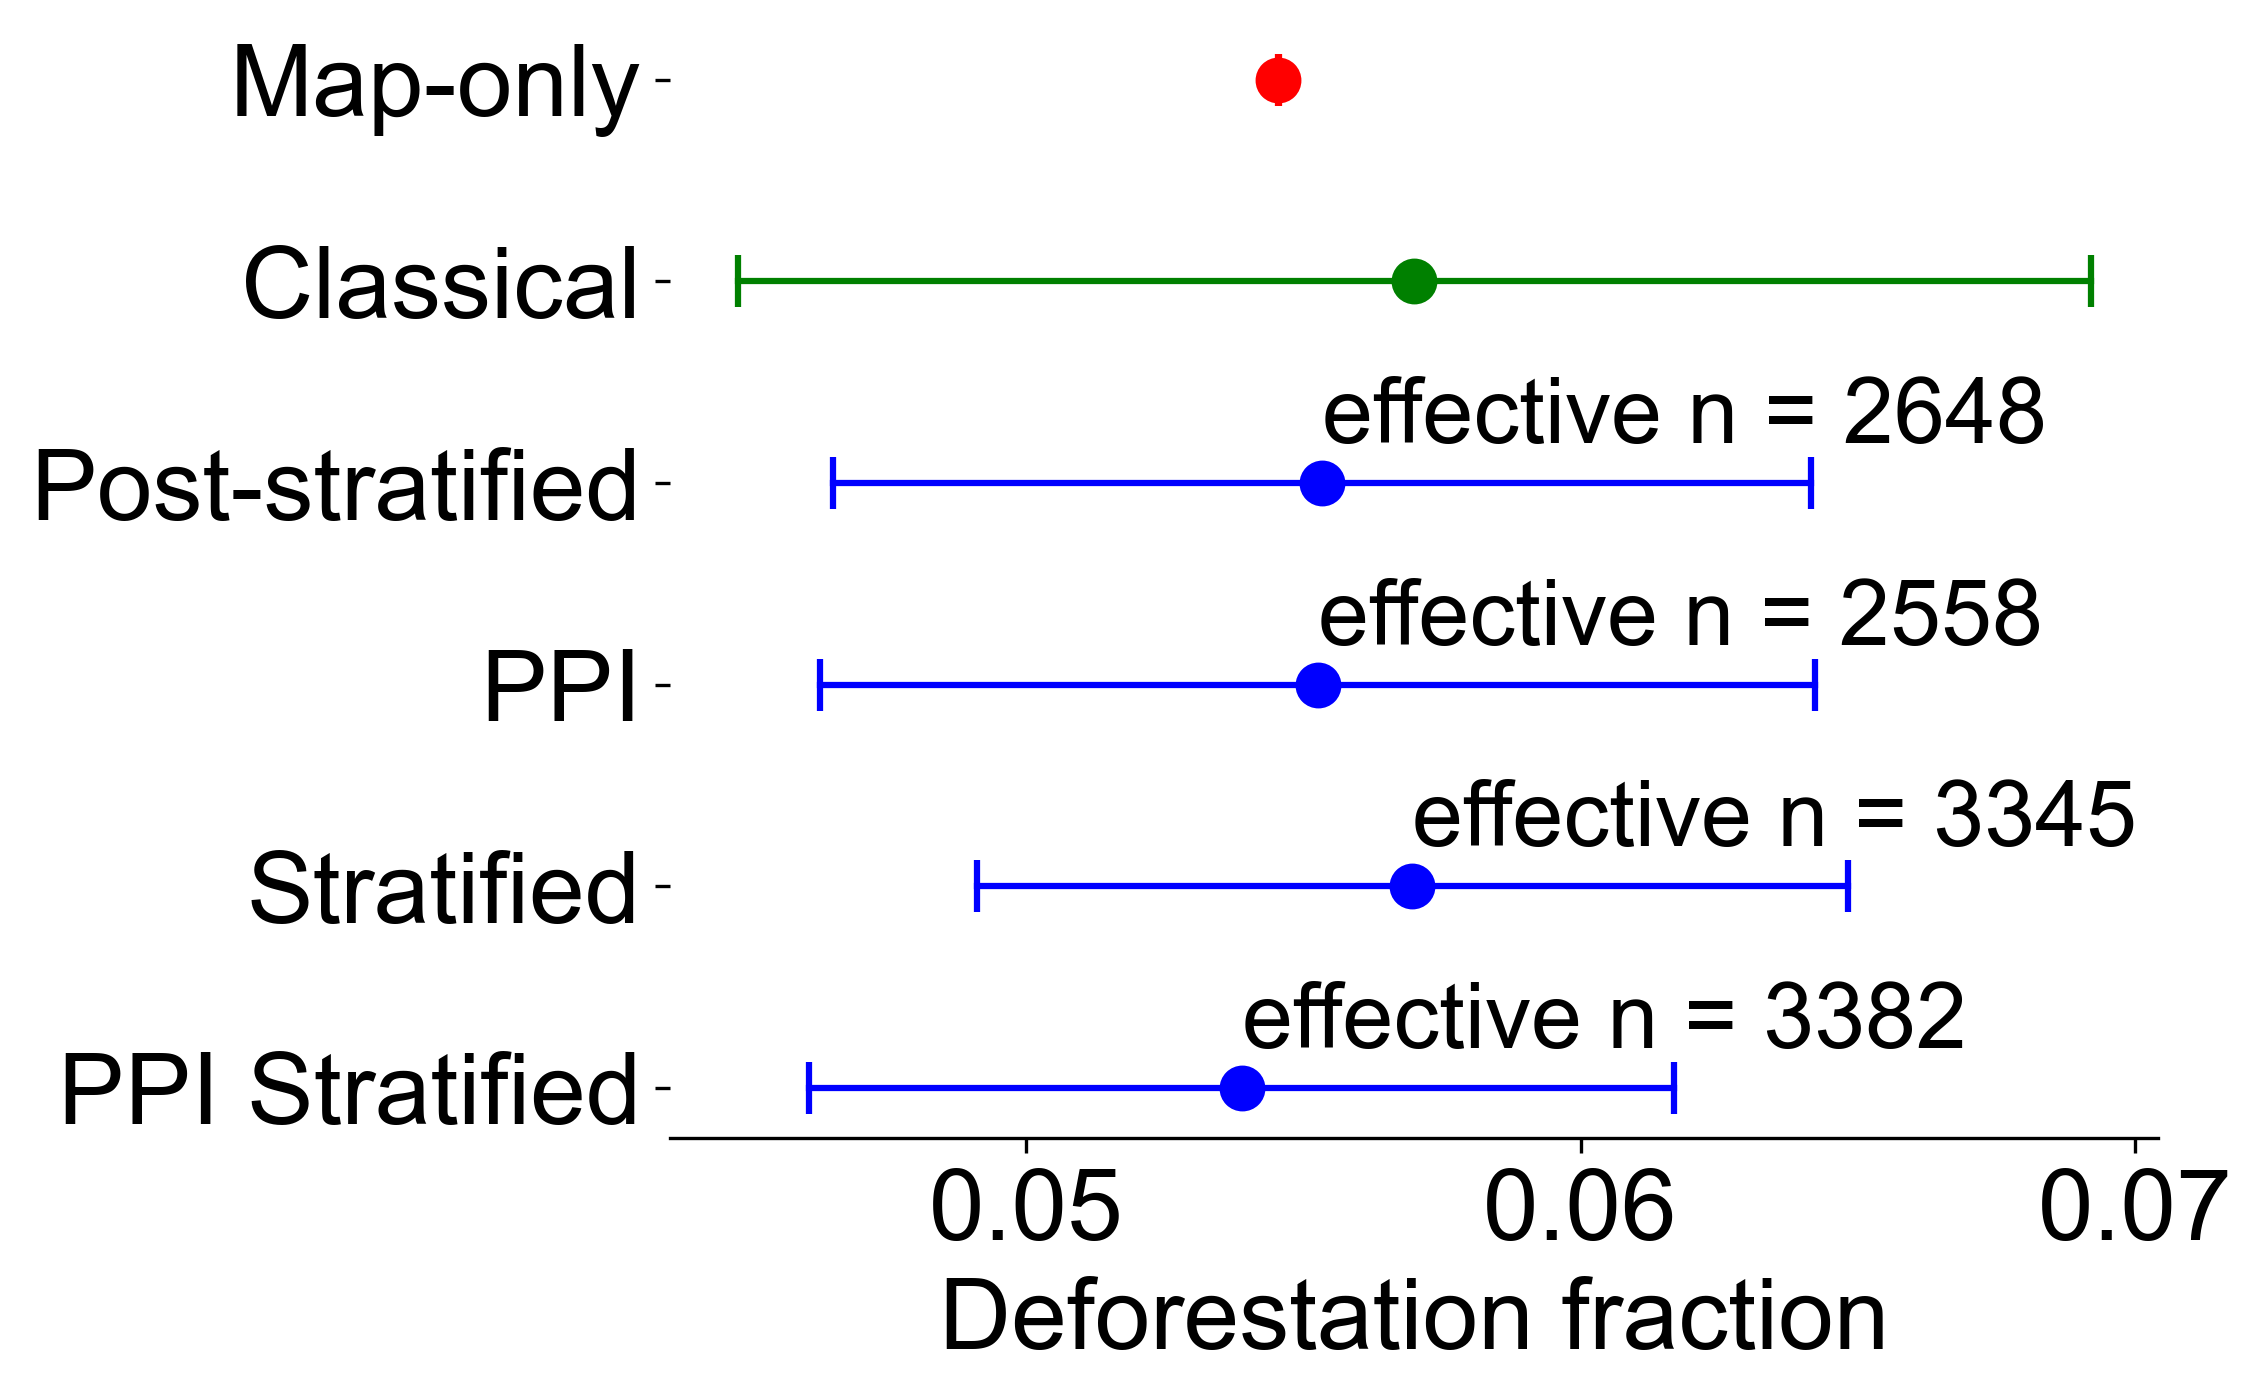 Map-only
Classical
effective n = 2648
Post-stratified
effective n = 2558
PPI
effective n = 3345
Stratified
effective n = 3382
PPI Stratified
0.05 0.06 0.07
Deforestation fraction